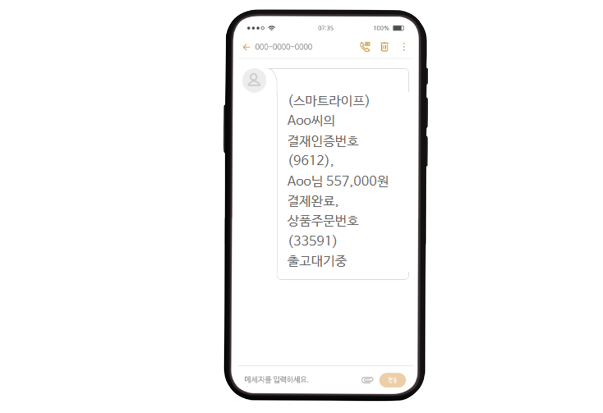 07:35
100%
000-0000-0000
(스마트라이프)
Aoo씨의
결재인증번호
(9612),
Aoo님 557,000원
결제완료,
상품주문번호
(33591)
출고대기중
메세지를 입력하세요.